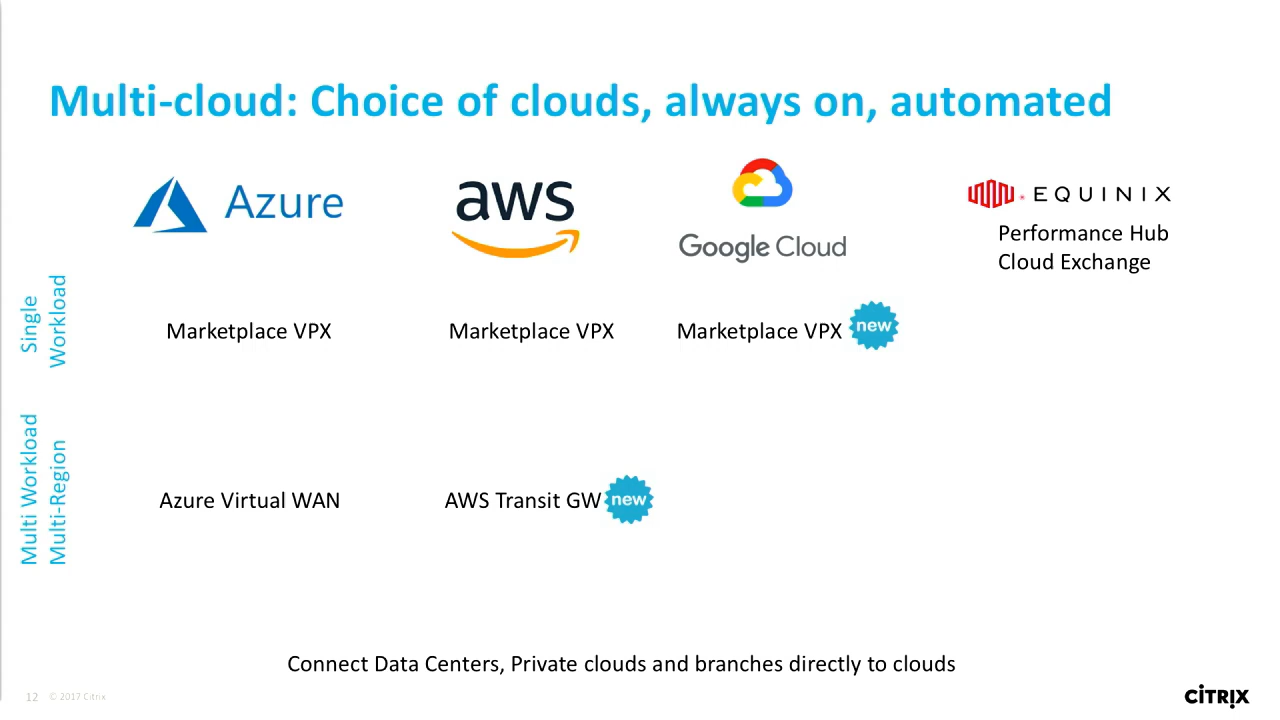 Multi-cloud: Choice of clouds, always on, automated
Azure
aws
Google Cloud
EQUINIX
Performance Hub
Cloud Exchange
Single
Workload
Marketplace VPX
Marketplace VPX
Marketplace VPX
new
Multi Workload
Multi-Region
Azure Virtual WAN
AWS Transit GW
new
Connect Data Centers, Private clouds and branches directly to clouds
12 © 2017 Citrix
CITRIX